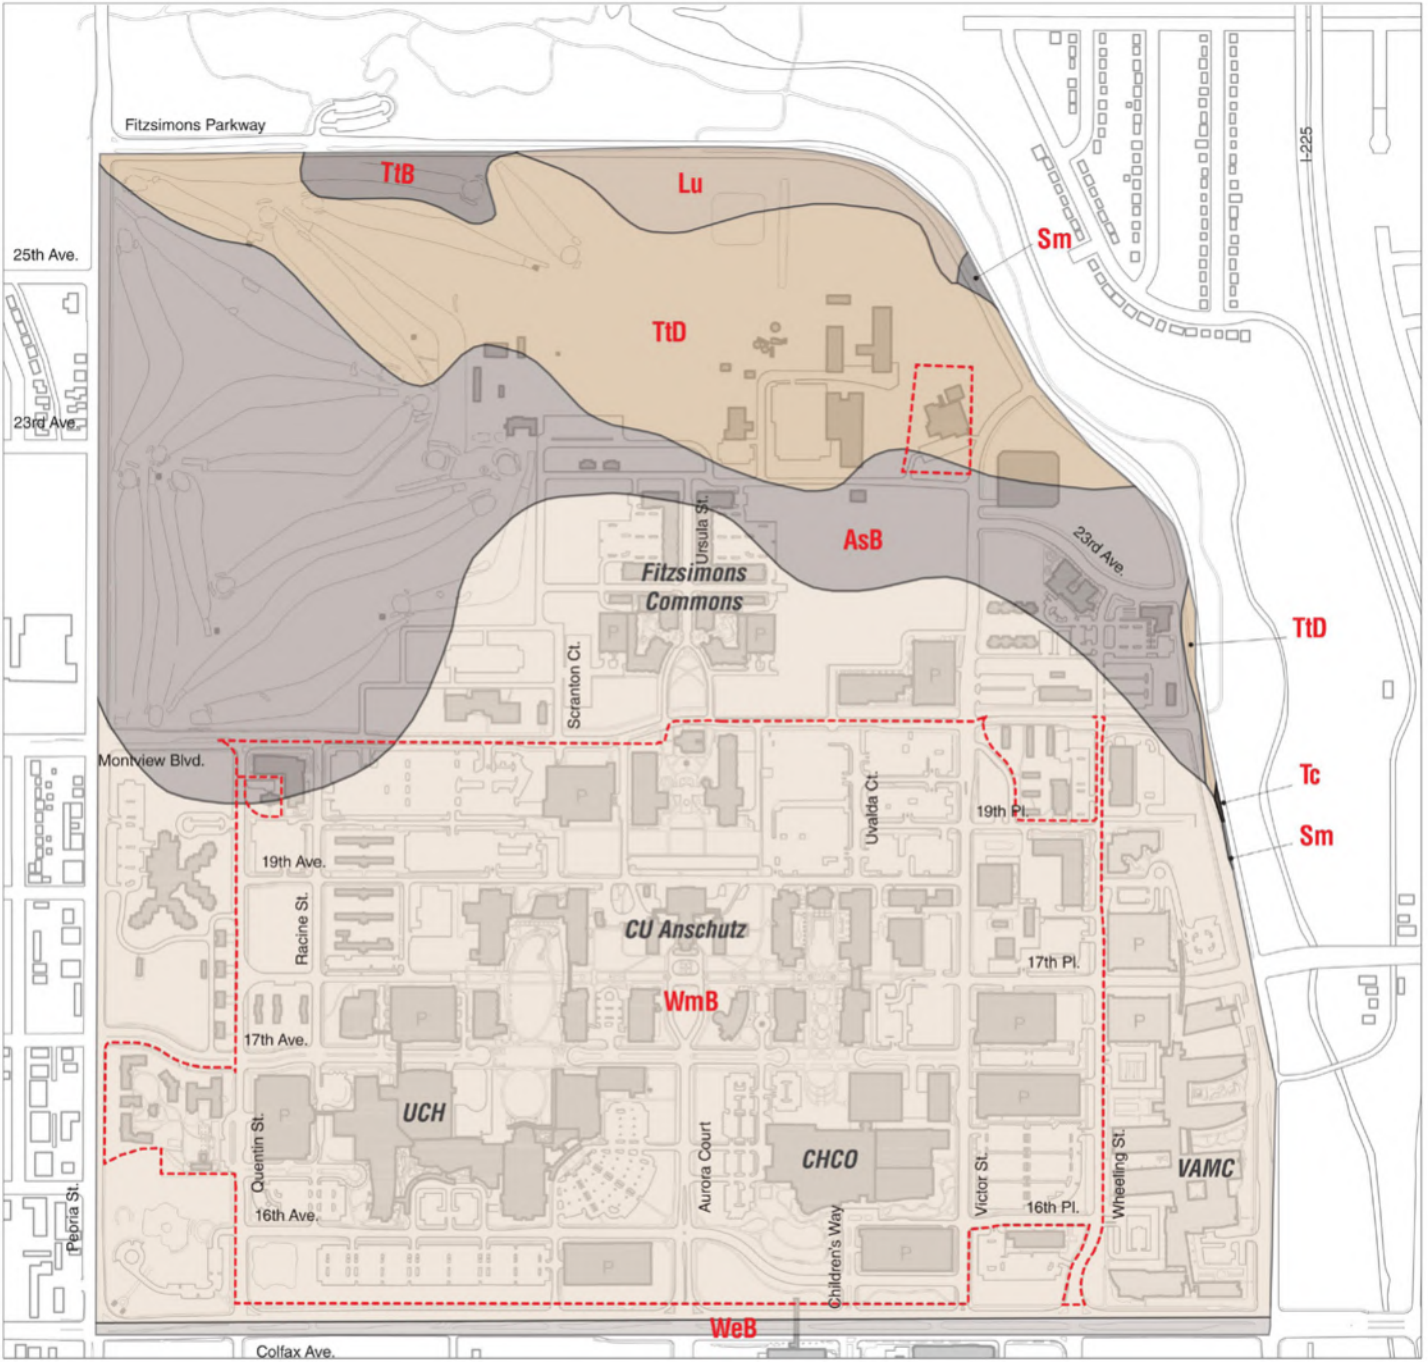 Fitzsimons Parkway
I-225
TtB
Lu
Sm
25th Ave.
TtD
23rd Ave.
Ursula St.
AsB
23rd Ave.
Fitzsimons
Commons
P
P
TtD
Scranton Ct.
P
Montview Blvd.
Tc
P
Uvalda Ct.
19th Pl.
Sm
19th Ave.
Racine St.
CU Anschutz
P
17th Pl.
WmB
P
P
P
17th Ave.
P
UCH
P
Quentin St.
Aurora Court
CHCO
Victor St.
Wheeling St.
VAMC
Peoria St.
16th Ave.
16th Pl.
Children's Way
P
P
WeB
Colfax Ave.